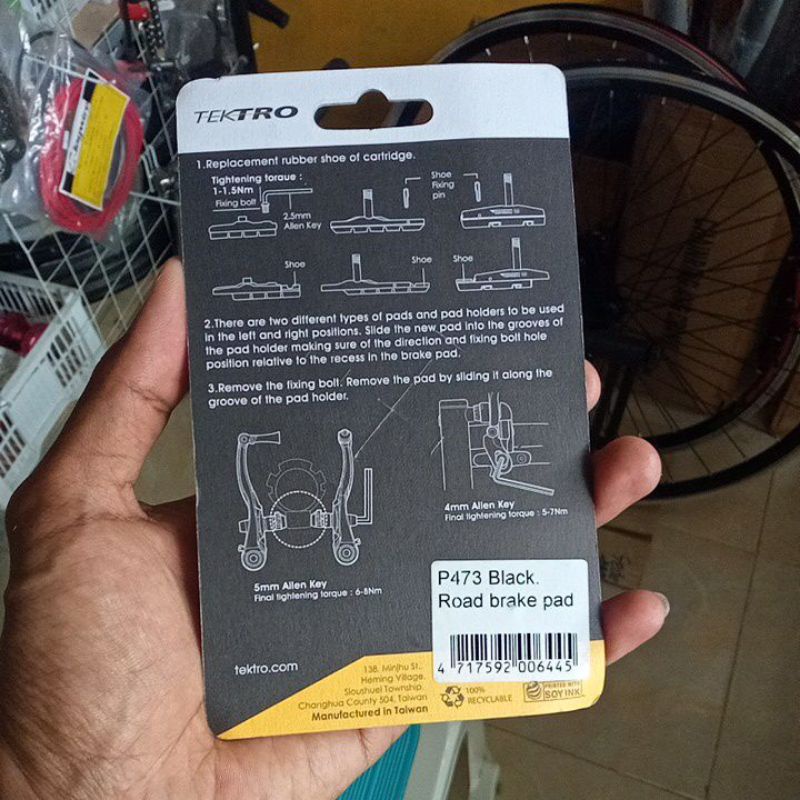 TEKTRO
1.Replacement rubber shoe of cartridge.
Tightening torque :
1-1.5Nm
Fixing bolt
2.5mm
Allen Key
Shoe
Fixing
pin
Shoe
Shoe
Shoe
2.There are two different types of pads and pad holders to be used
in the left and right positions. Slide the new pad into the grooves of
the pad holder making sure of the direction and fixing bolt hole
position relative to the recess in the brake pad.
3.Remove the fixing bolt. Remove the pad by sliding it along the
groove of the pad holder.
5mm Allen Key
Final tightening torque : 6-8Nm
4mm Allen Key
Final tightening torque : 5-7Nm
P473 Black.
Road brake pad
4 717592 006445
tektro.com
138, Minjhu St.,
Heming Village,
Sioushuei Township,
Changhua County 504, Taiwan
Manufactured in Taiwan
100%
RECYCLABLE
PRINTED WITH
SOY INK